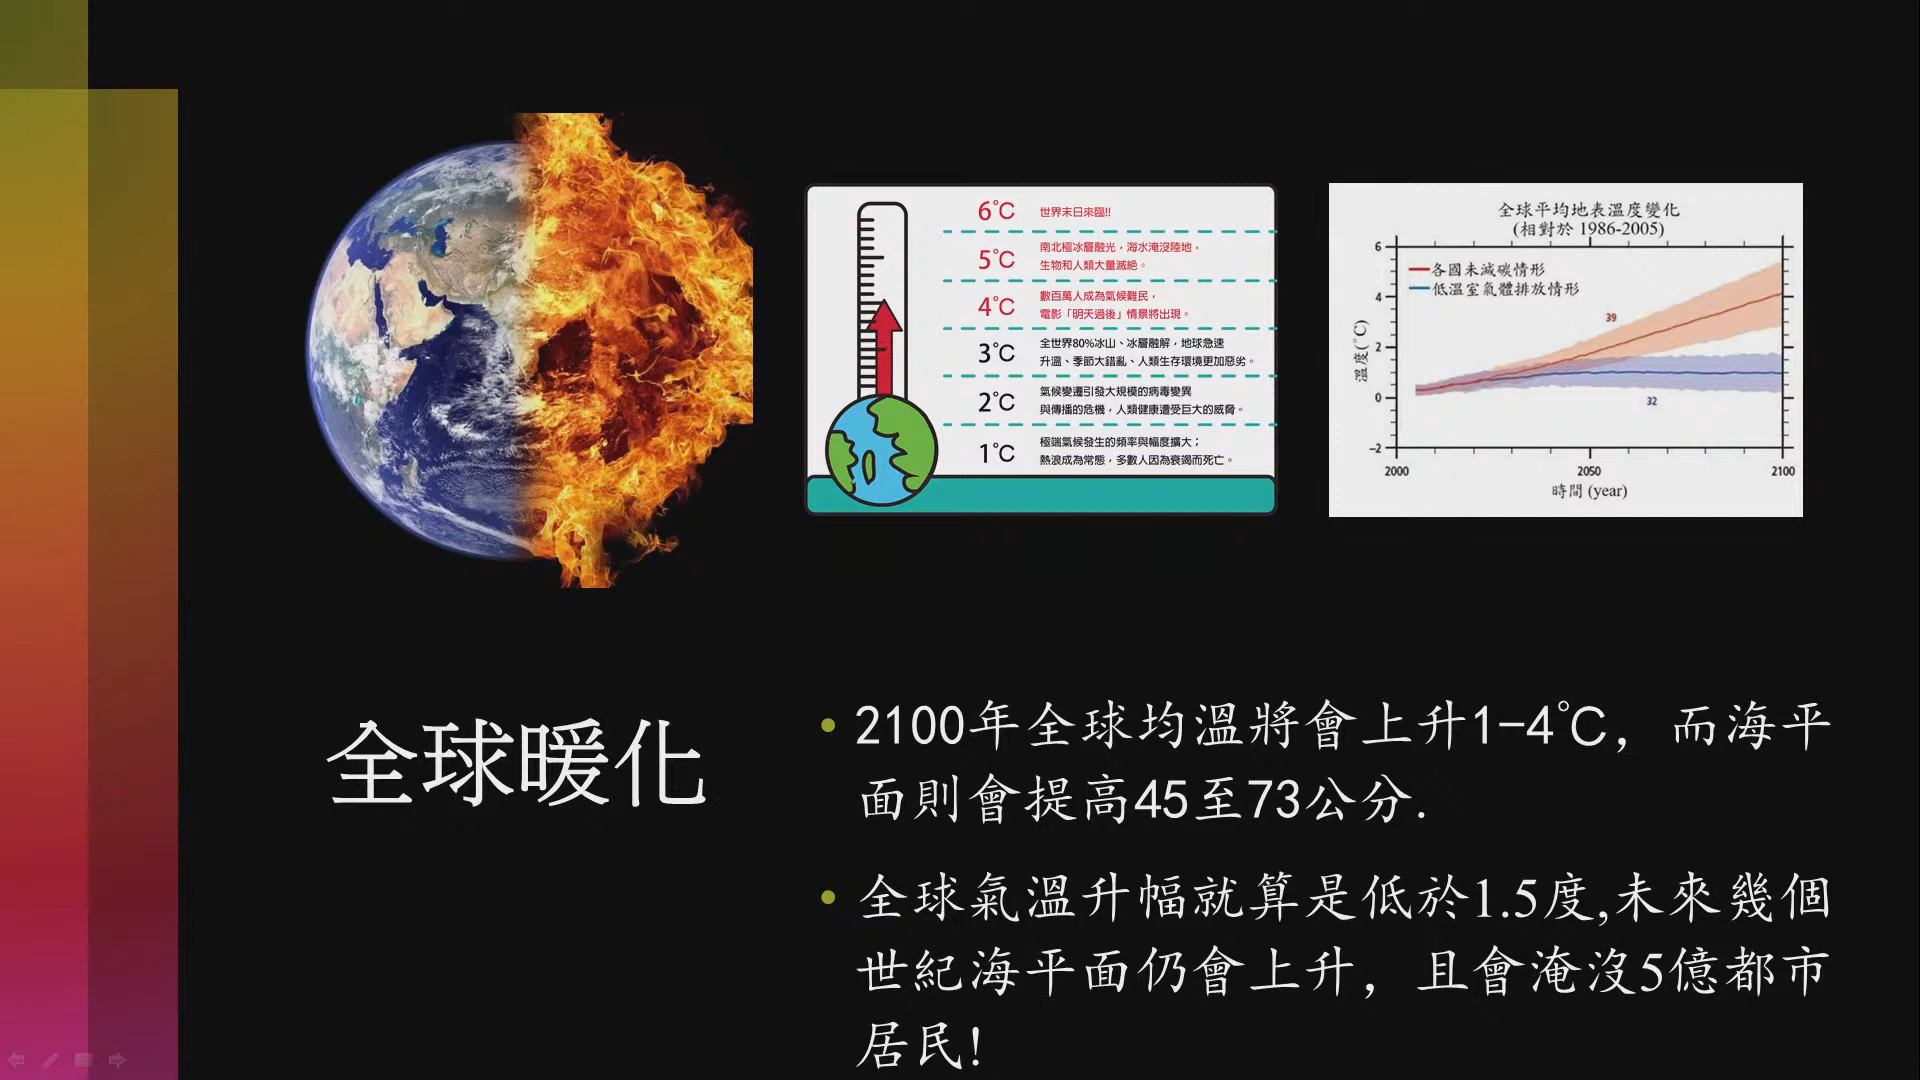 6°C 世界末日來臨!!
5°C 南北極冰層融光，海水淹沒陸地，
生物和人類大量滅絕。
4°C 數百萬人成為氣候難民，
電影「明天過後」情景將出現。
3°C 全世界80%冰山、冰層融解，地球急速
升溫、季節大錯亂、人類生存環境更加惡劣。
2°C 氣候變遷引發大規模的病毒變異
與傳播的危機，人類健康遭受巨大的威脅。
1°C 極端氣候發生的頻率與幅度擴大；
熱浪成為常態，多數人因為衰竭而死亡。
全球平均地表溫度變化
(相對於 1986-2005)
各國未減碳情形
低溫室氣體排放情形
溫度(°C)
6
4
2
0
-2
39
32
2000 2050 2100
時間 (year)
全球暖化
• 2100年全球均溫將會上升1-4℃，而海平
面則會提高45至73公分.
• 全球氣溫升幅就算是低於1.5度,未來幾個
世紀海平面仍會上升，且會淹沒5億都市
居民!